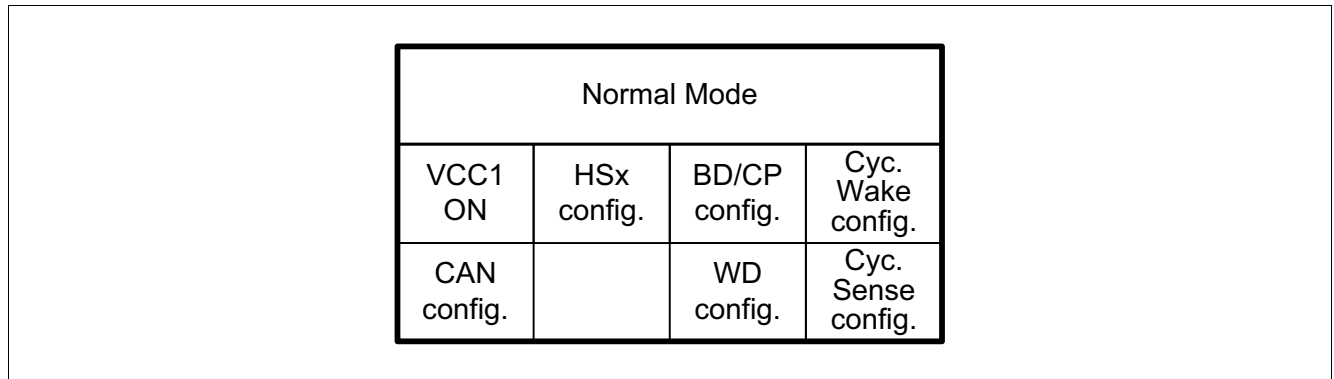 Normal Mode
VCC1
ON
HSx
config.
BD/CP
config.
Cyc.
Wake
config.
CAN
config.
WD
config.
Cyc.
Sense
config.